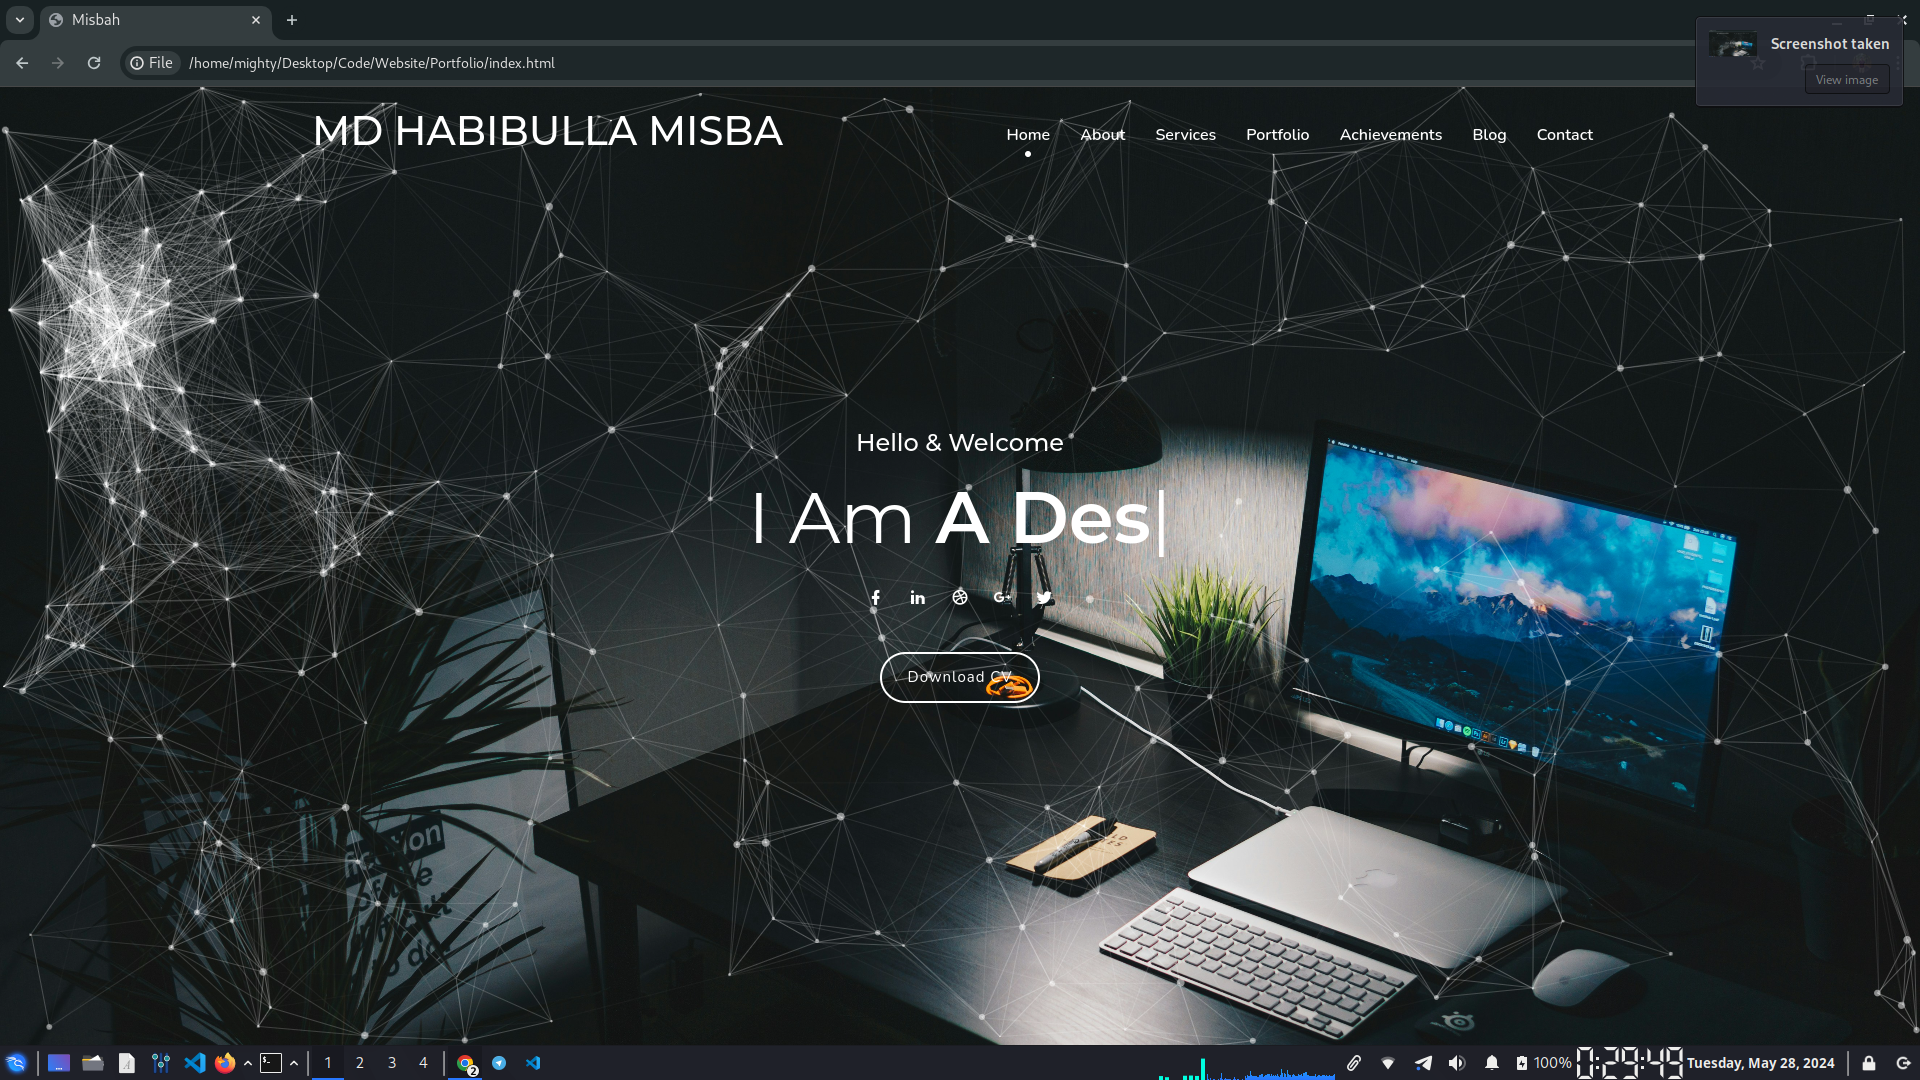 Misbah
File
/home/mighty/Desktop/Code/Website/Portfolio/index.html
Screenshot taken
View image
MD HABIBULLA MISBA
Home
About
Services
Portfolio
Achievements
Blog
Contact
Hello & Welcome
I Am A Des|
Download CV
1
2
3
4
2
100%
0:29:49
Tuesday, May 28, 2024